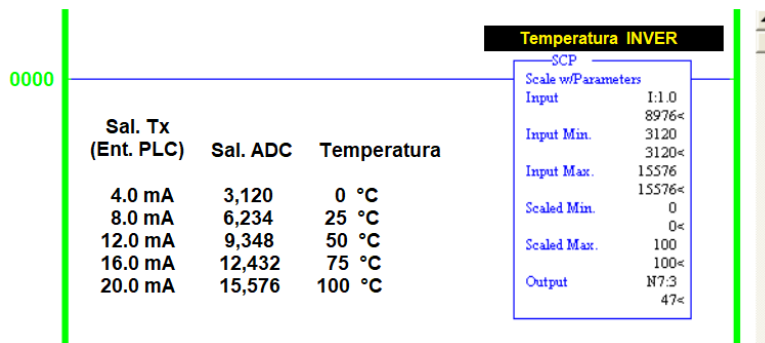 Temperatura INVER
SCP
0000
Scale w/Parameters
Input I:1.0
8976<
Input Min. 3120
3120<
Input Max. 15576
15576<
Scaled Min. 0
0<
Scaled Max. 100
100<
Output N7:3
47<
Sal. Tx
(Ent. PLC) Sal. ADC Temperatura
4.0 mA 3,120 0 °C
8.0 mA 6,234 25 °C
12.0 mA 9,348 50 °C
16.0 mA 12,432 75 °C
20.0 mA 15,576 100 °C